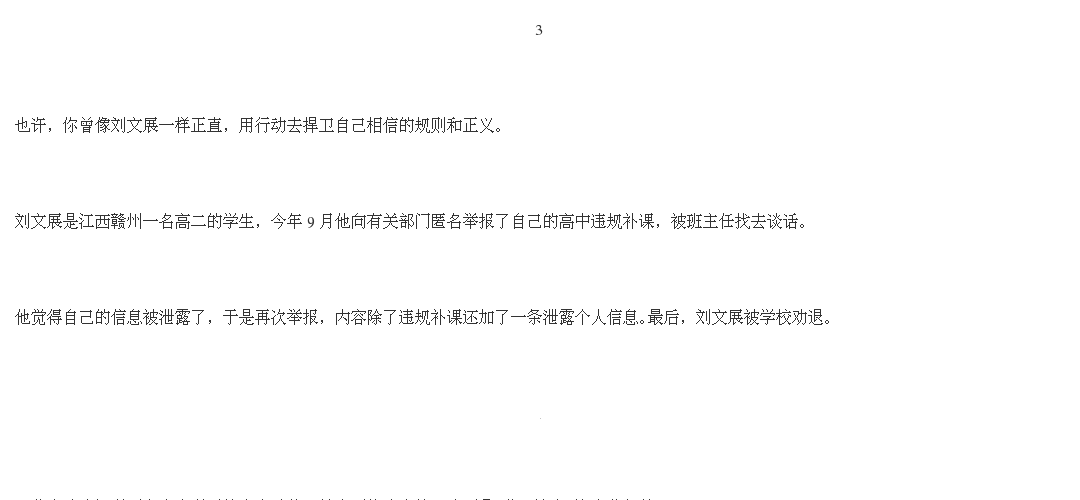 3
也许，你曾像刘文展一样正直，用行动去捍卫自己相信的规则和正义。
刘文展是江西赣州一名高二的学生，今年 9 月他向有关部门匿名举报了自己的高中违规补课，被班主任找去谈话。
他觉得自己的信息被泄露了，于是再次举报，内容除了违规补课还加了一条泄露个人信息。最后，刘文展被学校劝退。